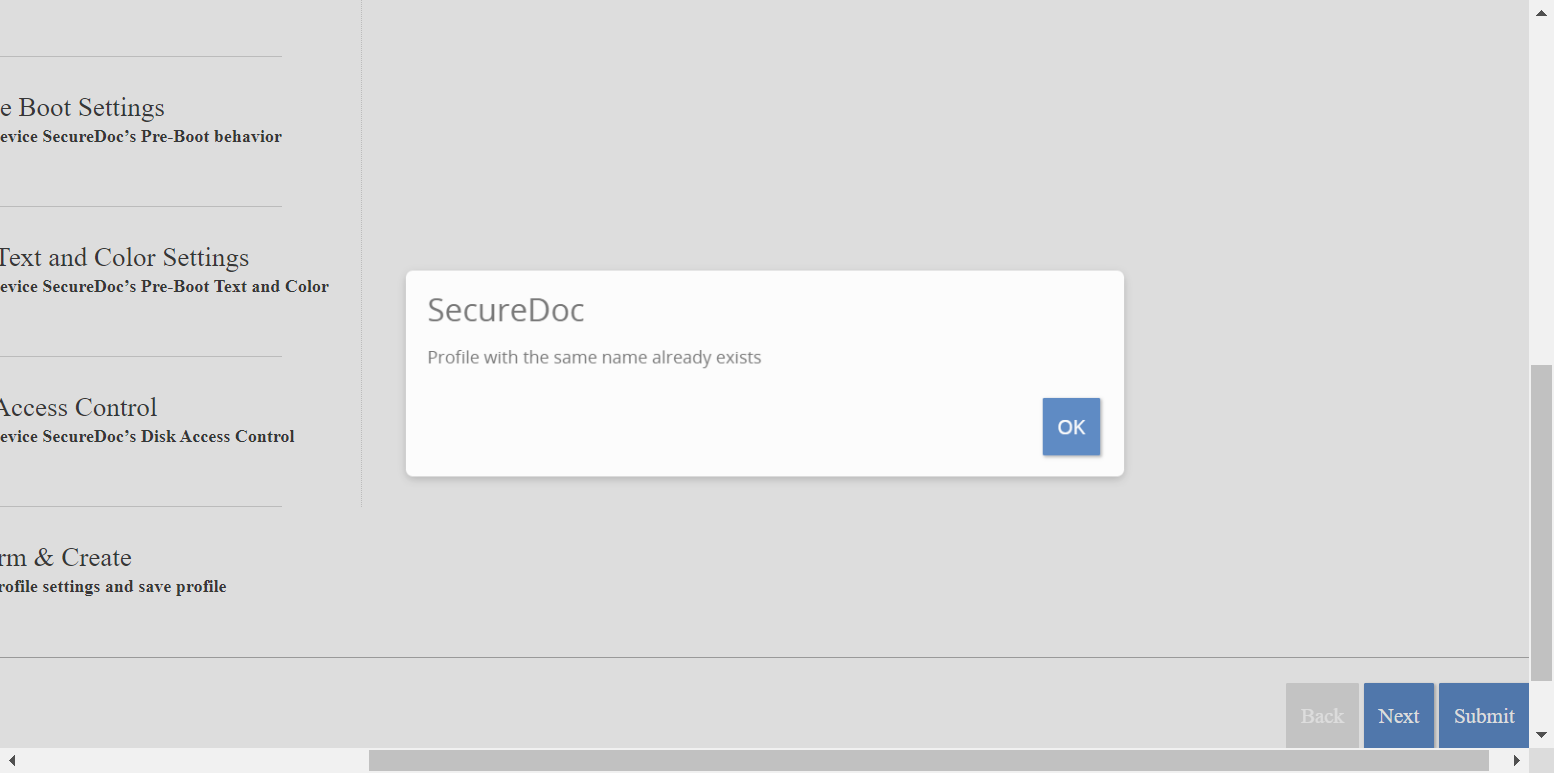 e Boot Settings
evice SecureDoc’s Pre-Boot behavior
Text and Color Settings
evice SecureDoc’s Pre-Boot Text and Color
SecureDoc
Profile with the same name already exists
OK
Access Control
evice SecureDoc’s Disk Access Control
rm & Create
rofile settings and save profile
Back Next Submit